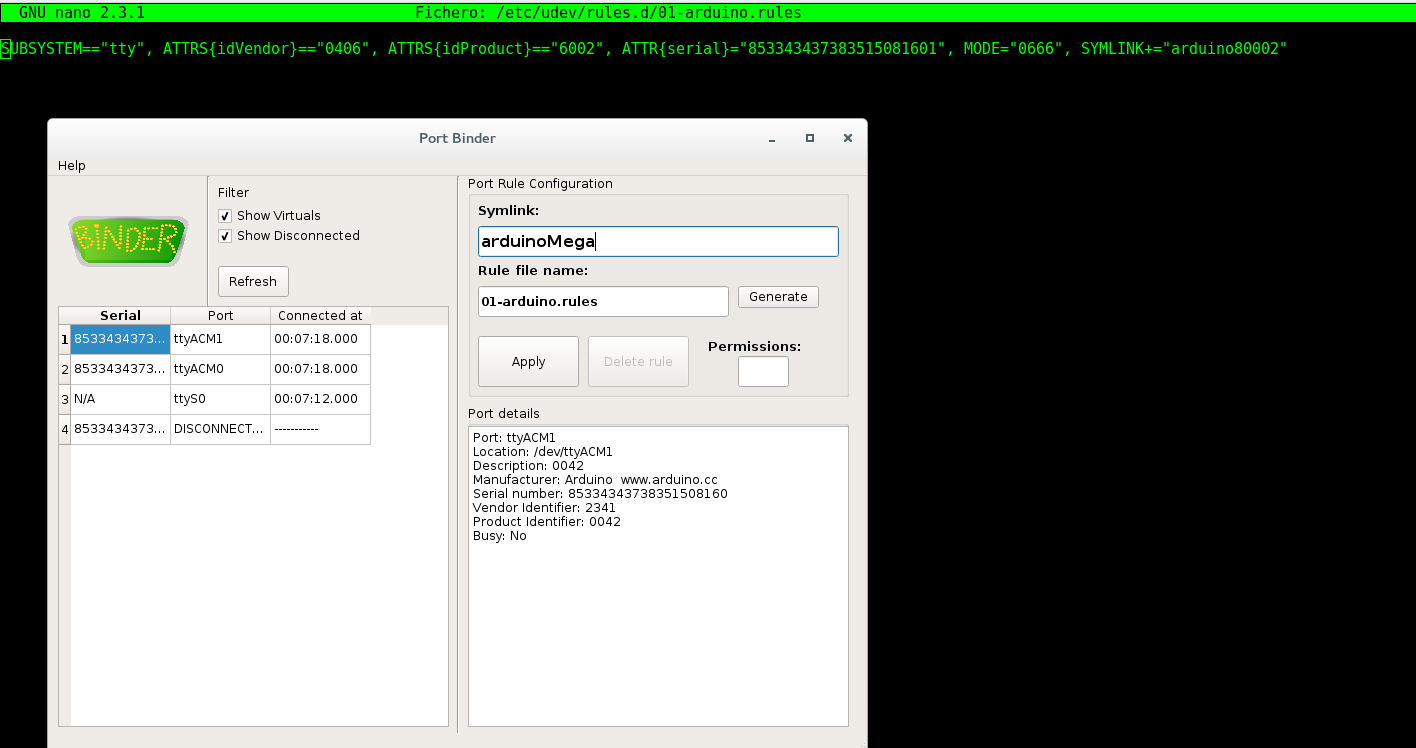 GNU nano 2.3.1 Fichero: /etc/udev/rules.d/01-arduino.rules
SUBSYSTEM=="tty", ATTRS{idVendor}=="0406", ATTRS{idProduct}=="6002", ATTR{serial}="853343437383515081601", MODE="0666", SYMLINK+="arduino80002"
Port Binder
Help
BINDER
Filter
Show Virtuals
Show Disconnected
Refresh
Serial Port Connected at
1 8533434373... ttyACM1 00:07:18.000
2 8533434373... ttyACM0 00:07:18.000
3 N/A ttyS0 00:07:12.000
4 8533434373... DISCONNECT... -----------
Port Rule Configuration
Symlink:
arduinoMega
Rule file name:
01-arduino.rules Generate
Apply Delete rule Permissions:
Port details
Port: ttyACM1
Location: /dev/ttyACM1
Description: 0042
Manufacturer: Arduino www.arduino.cc
Serial number: 85334343738351508160
Vendor Identifier: 2341
Product Identifier: 0042
Busy: No